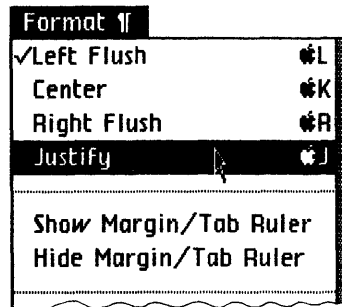 Format ¶
✓Left Flush L
Center K
Right Flush R
Justify J
Show Margin/Tab Ruler
Hide Margin/Tab Ruler